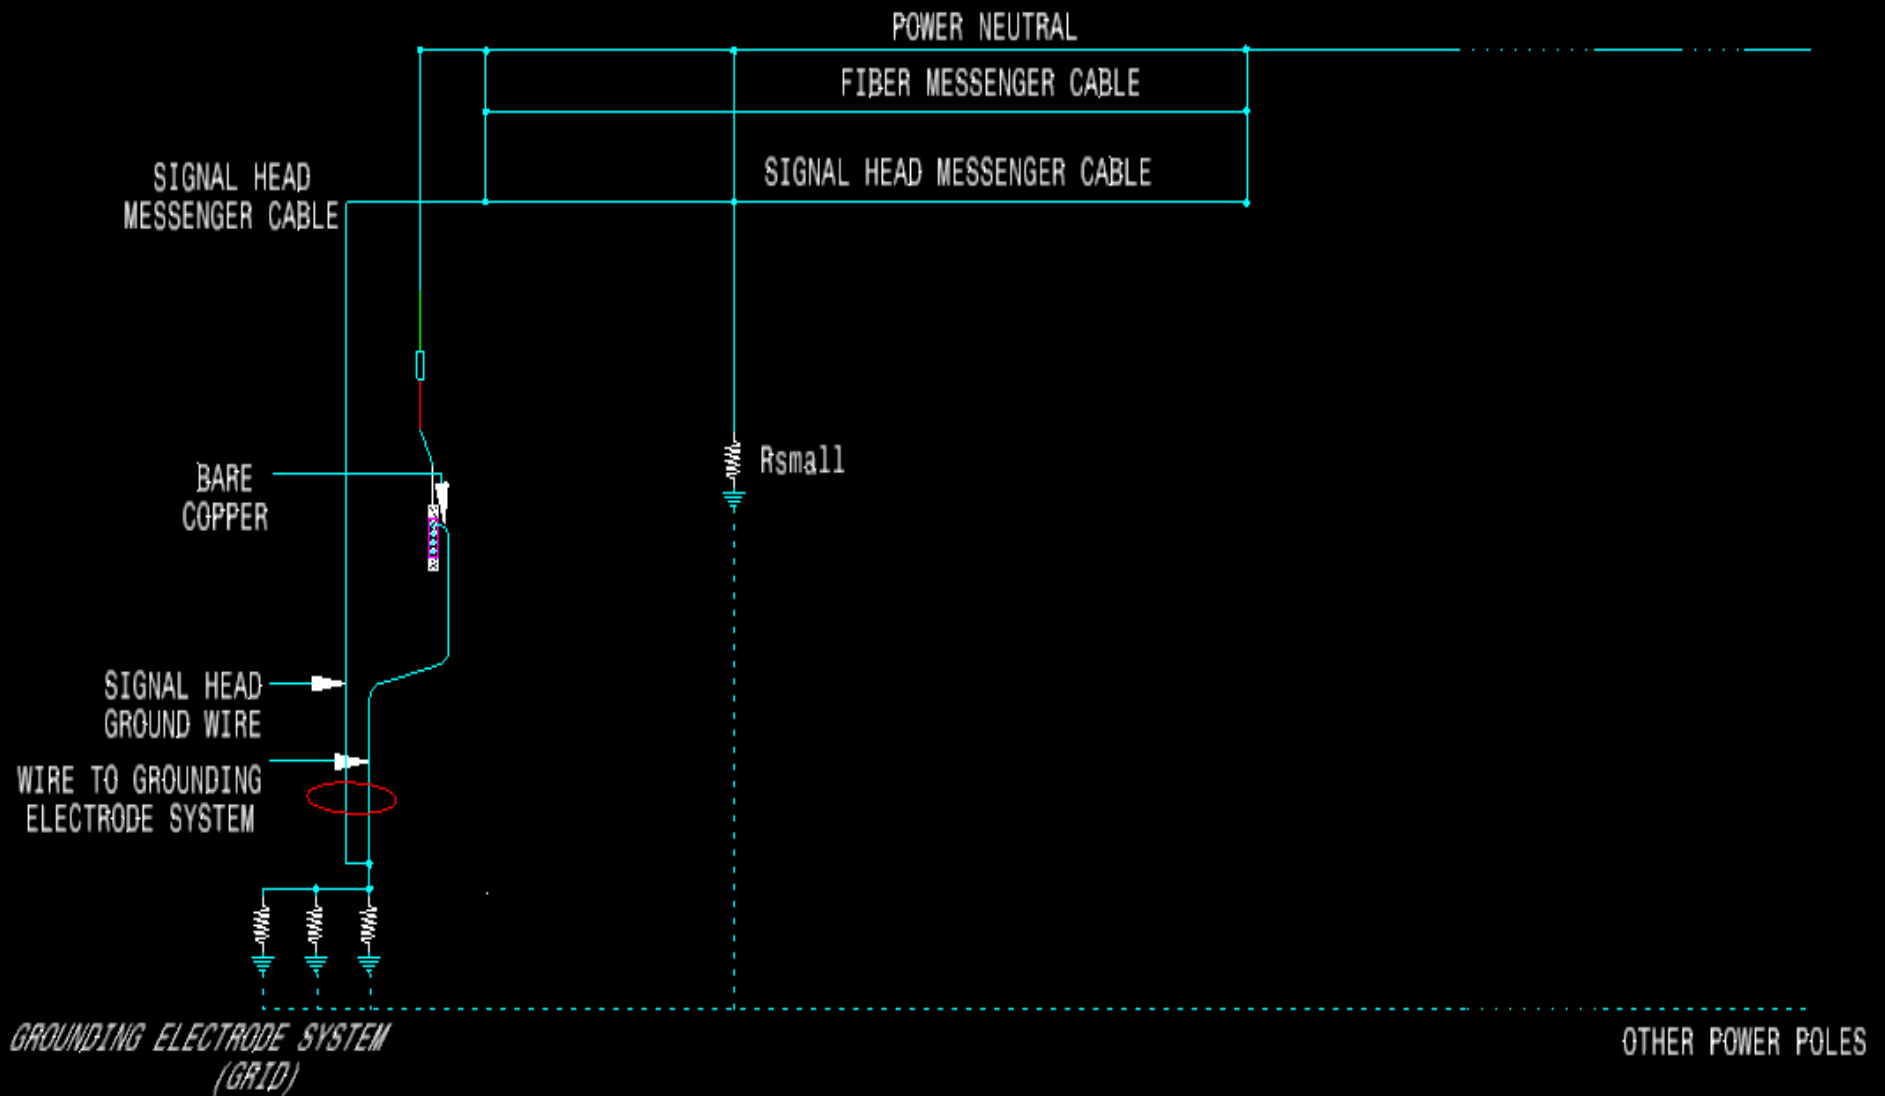 POWER NEUTRAL
FIBER MESSENGER CABLE
SIGNAL HEAD MESSENGER CABLE
SIGNAL HEAD
MESSENGER CABLE
Rsmall
BARE
COPPER
SIGNAL HEAD
GROUND WIRE
WIRE TO GROUNDING
ELECTRODE SYSTEM
GROUNDING ELECTRODE SYSTEM
(GRID)
OTHER POWER POLES